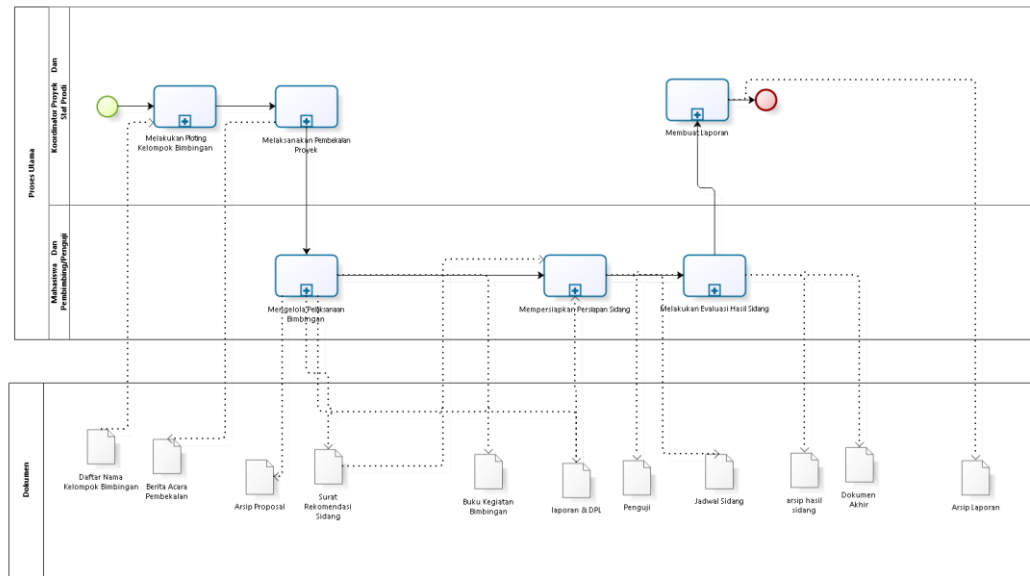 Proses Utama
Koordinator Proyek Dan
Staf Prodi
Melakukan Ploting
Kelompok Bimbingan
Melaksanakan Pembekalan
Proyek
Membuat Laporan
Mahasiswa Dan
Pembimbing/Penguji
Mengelola Pelaksanaan
Bimbingan
Mempersiapkan Persiapan Sidang
Melakukan Evaluasi Hasil Sidang
Dokumen
Daftar Nama
Kelompok Bimbingan
Berita Acara
Pembekalan
Arsip Proposal
Surat
Rekomendasi
Sidang
Buku Kegiatan
Bimbingan
laporan & DPL
Penguji
Jadwal Sidang
arsip hasil
sidang
Dokumen
Akhir
Arsip Laporan